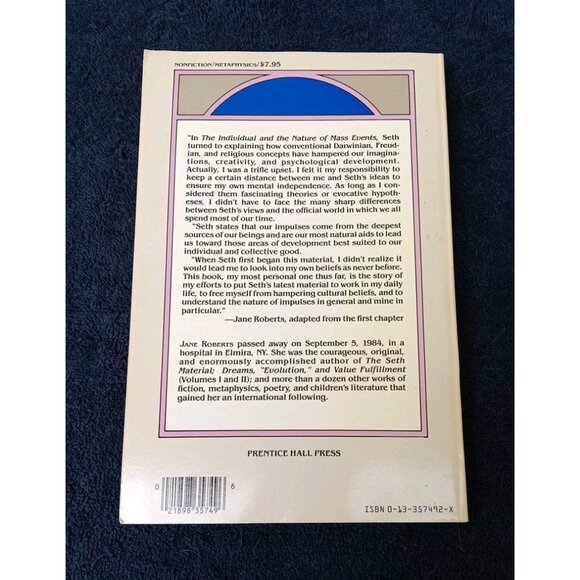 NONFICTION/METAPHYSICS/$7.95
"In The Individual and the Nature of Mass Events, Seth
turned to explaining how conventional Darwinian, Freud-
ian, and religious concepts have hampered our imagina-
tions, creativity, and psychological development.
Actually, I was a trifle upset. I felt it my responsibility to
keep a certain distance between me and Seth's ideas to
ensure my own mental independence. As long as I con-
sidered them fascinating theories or evocative hypoth-
eses, I didn't have to face the many sharp differences
between Seth's views and the official world in which we all
spend most of our time.
"Seth states that our impulses come from the deepest
sources of our beings and are our most natural aids to lead
us toward those areas of development best suited to our
individual and collective good.
"When Seth first began this material, I didn't realize it
would lead me to look into my own beliefs as never before.
This book, my most personal one thus far, is the story of
my efforts to put Seth's latest material to work in my daily
life, to free myself from hampering cultural beliefs, and to
understand the nature of impulses in general and mine in
particular."
—Jane Roberts, adapted from the first chapter
JANE ROBERTS passed away on September 5, 1984, in a
hospital in Elmira, NY. She was the courageous, original,
and enormously accomplished author of The Seth
Material; Dreams, "Evolution," and Value Fulfillment
(Volumes I and II); and more than a dozen other works of
fiction, metaphysics, poetry, and children's literature that
gained her an international following.
PRENTICE HALL PRESS
0 6
21898 35749
ISBN 0-13-357492-X